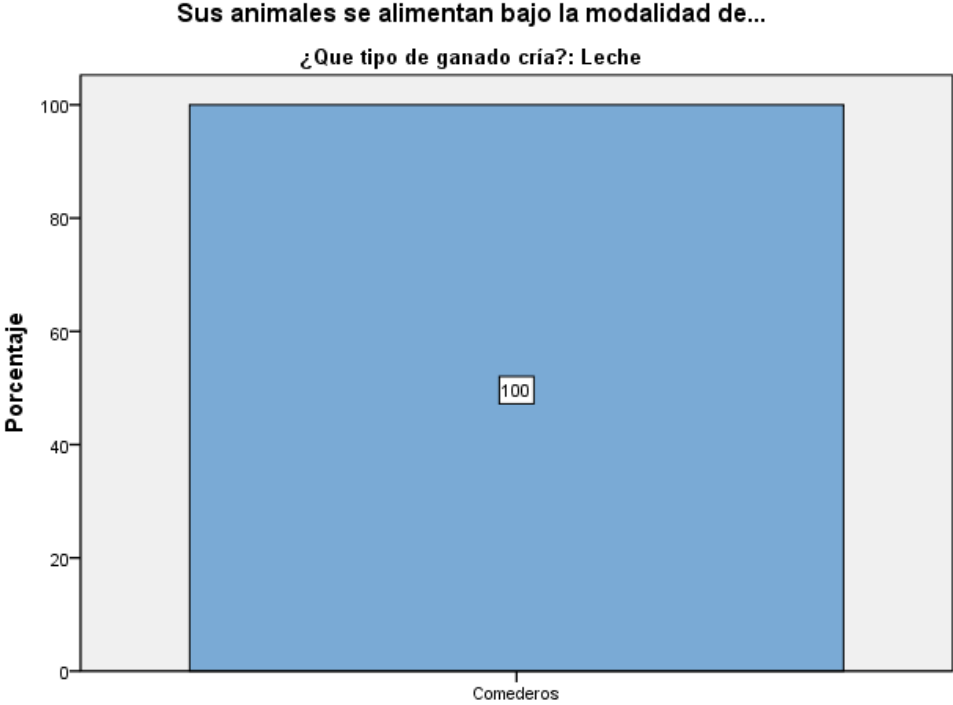 Sus animales se alimentan bajo la modalidad de...
¿Que tipo de ganado cría?: Leche
100
80
60
40
20
0
Porcentaje
100
Comederos